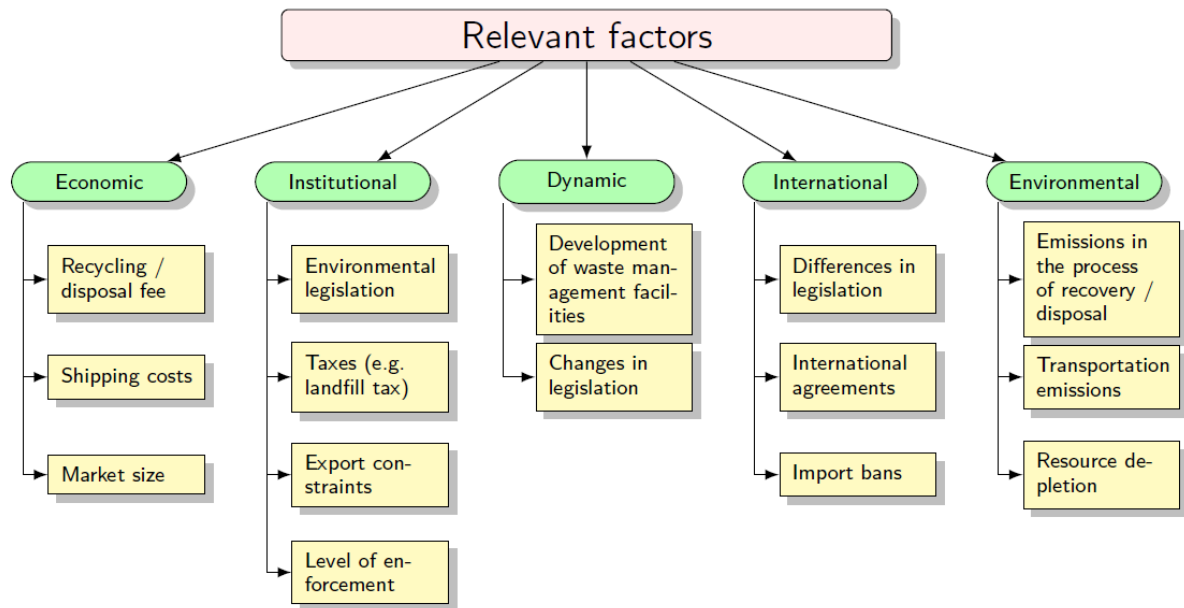 Relevant factors
Economic
Recycling /
disposal fee
Shipping costs
Market size
Institutional
Environmental
legislation
Taxes (e.g.
landfill tax)
Export con-
straints
Level of en-
forcement
Dynamic
Development
of waste man-
agement facil-
ities
Changes in
legislation
International
Differences in
legislation
International
agreements
Import bans
Environmental
Emissions in
the process
of recovery /
disposal
Transportation
emissions
Resource de-
pletion